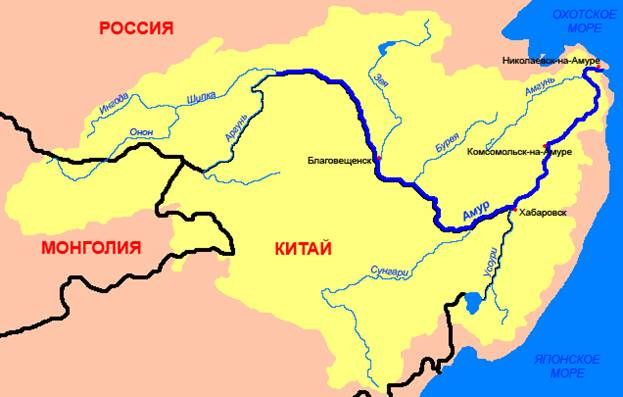 ОХОТСКОЕ
МОРЕ
РОССИЯ
Николаевск-на-Амуре
Зея
Амгунь
Ингода
Шилка
Аргунь
Онон
Бурея
Благовещенск
Комсомольск-на-Амуре
Амур
Хабаровск
МОНГОЛИЯ
КИТАЙ
Сунгари
Уссури
ЯПОНСКОЕ
МОРЕ